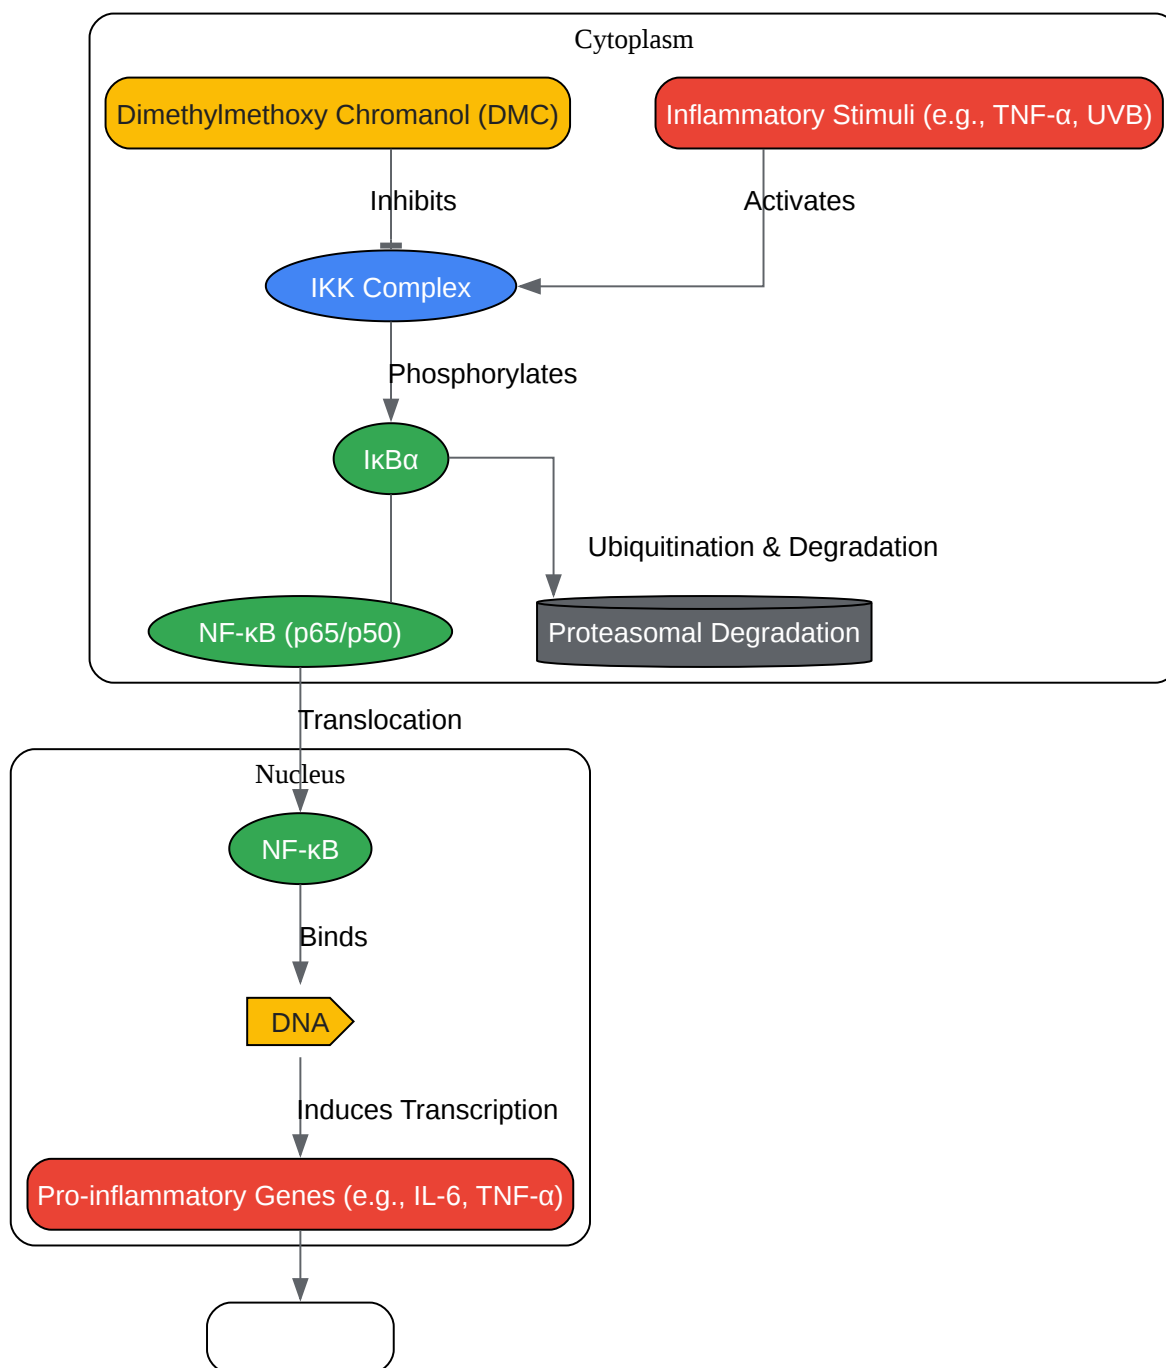 Cytoplasm
Dimethylmethoxy Chromanol (DMC)
Inflammatory Stimuli (e.g., TNF-α, UVB)
Inhibits
Activates
IKK Complex
Phosphorylates
IκBα
Ubiquitination & Degradation
NF-κB (p65/p50)
Proteasomal Degradation
Translocation
Nucleus
NF-κB
Binds
DNA
Induces Transcription
Pro-inflammatory Genes (e.g., IL-6, TNF-α)